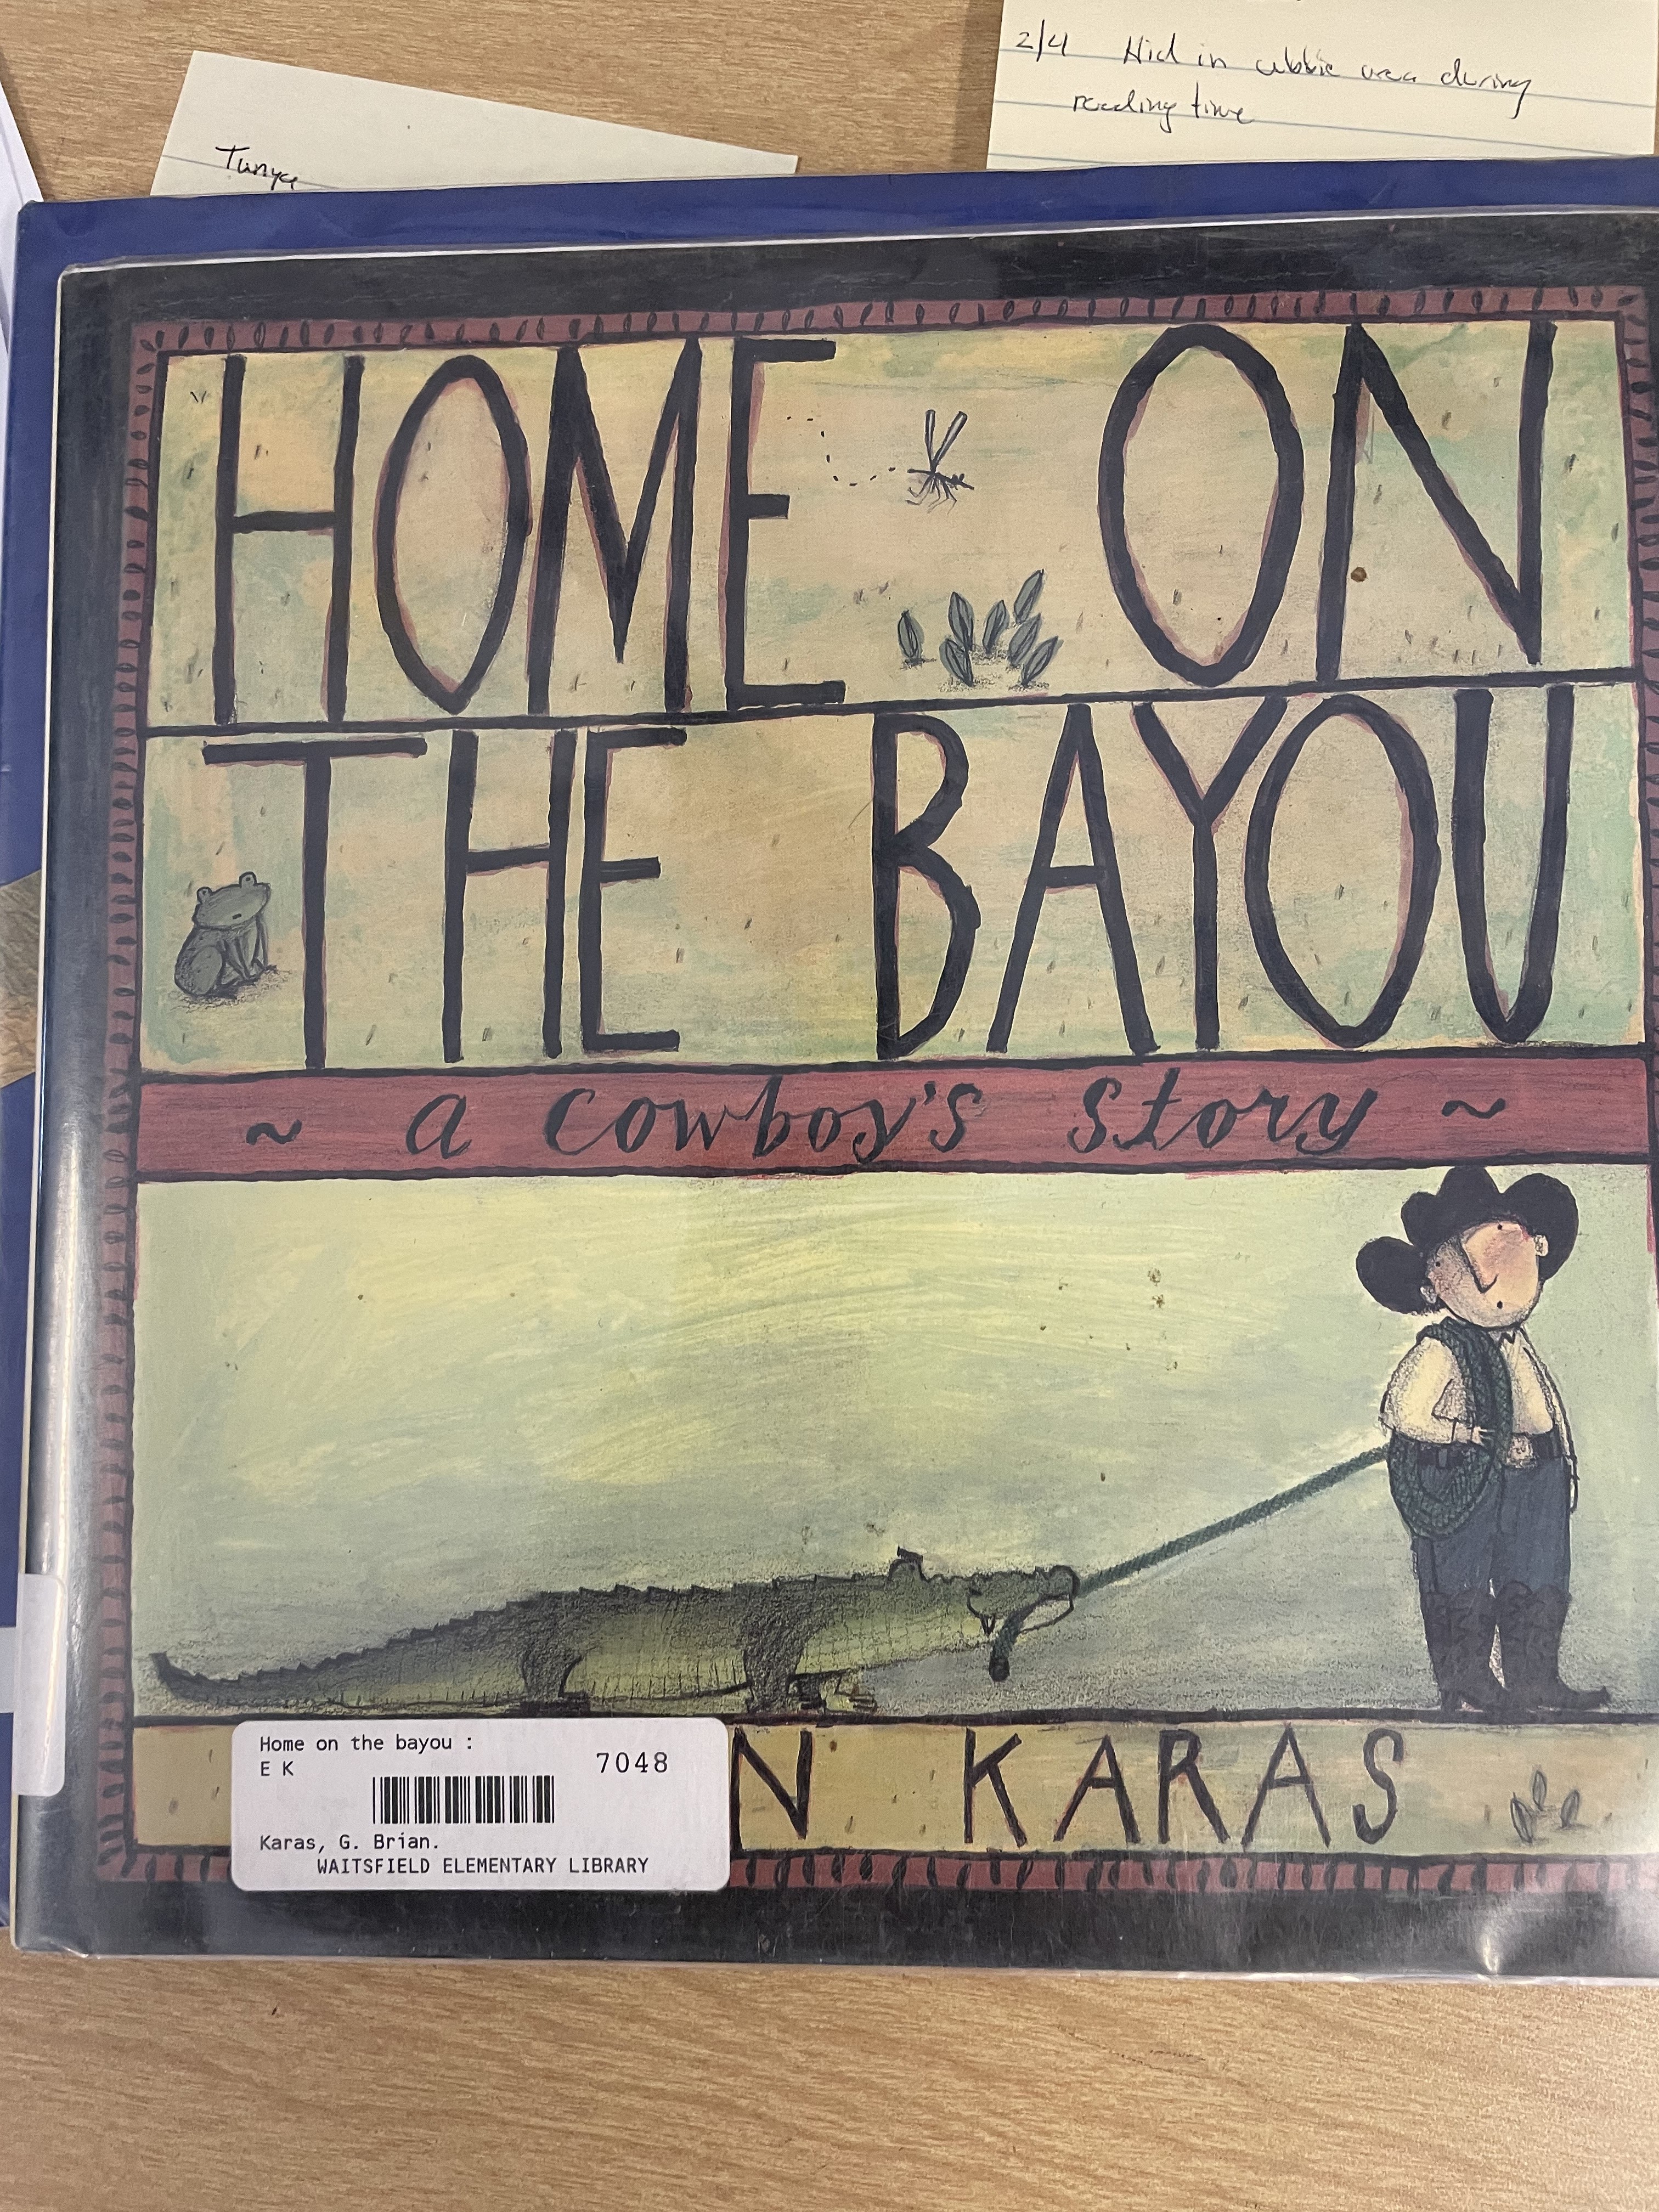 2/4 Hid in cubbie area during
reading time
Tunya
HOME ON
THE BAYOU
~ a cowboy's story ~
N KARAS
Home on the bayou :
E K 7048
Karas, G. Brian.
WAITSFIELD ELEMENTARY LIBRARY